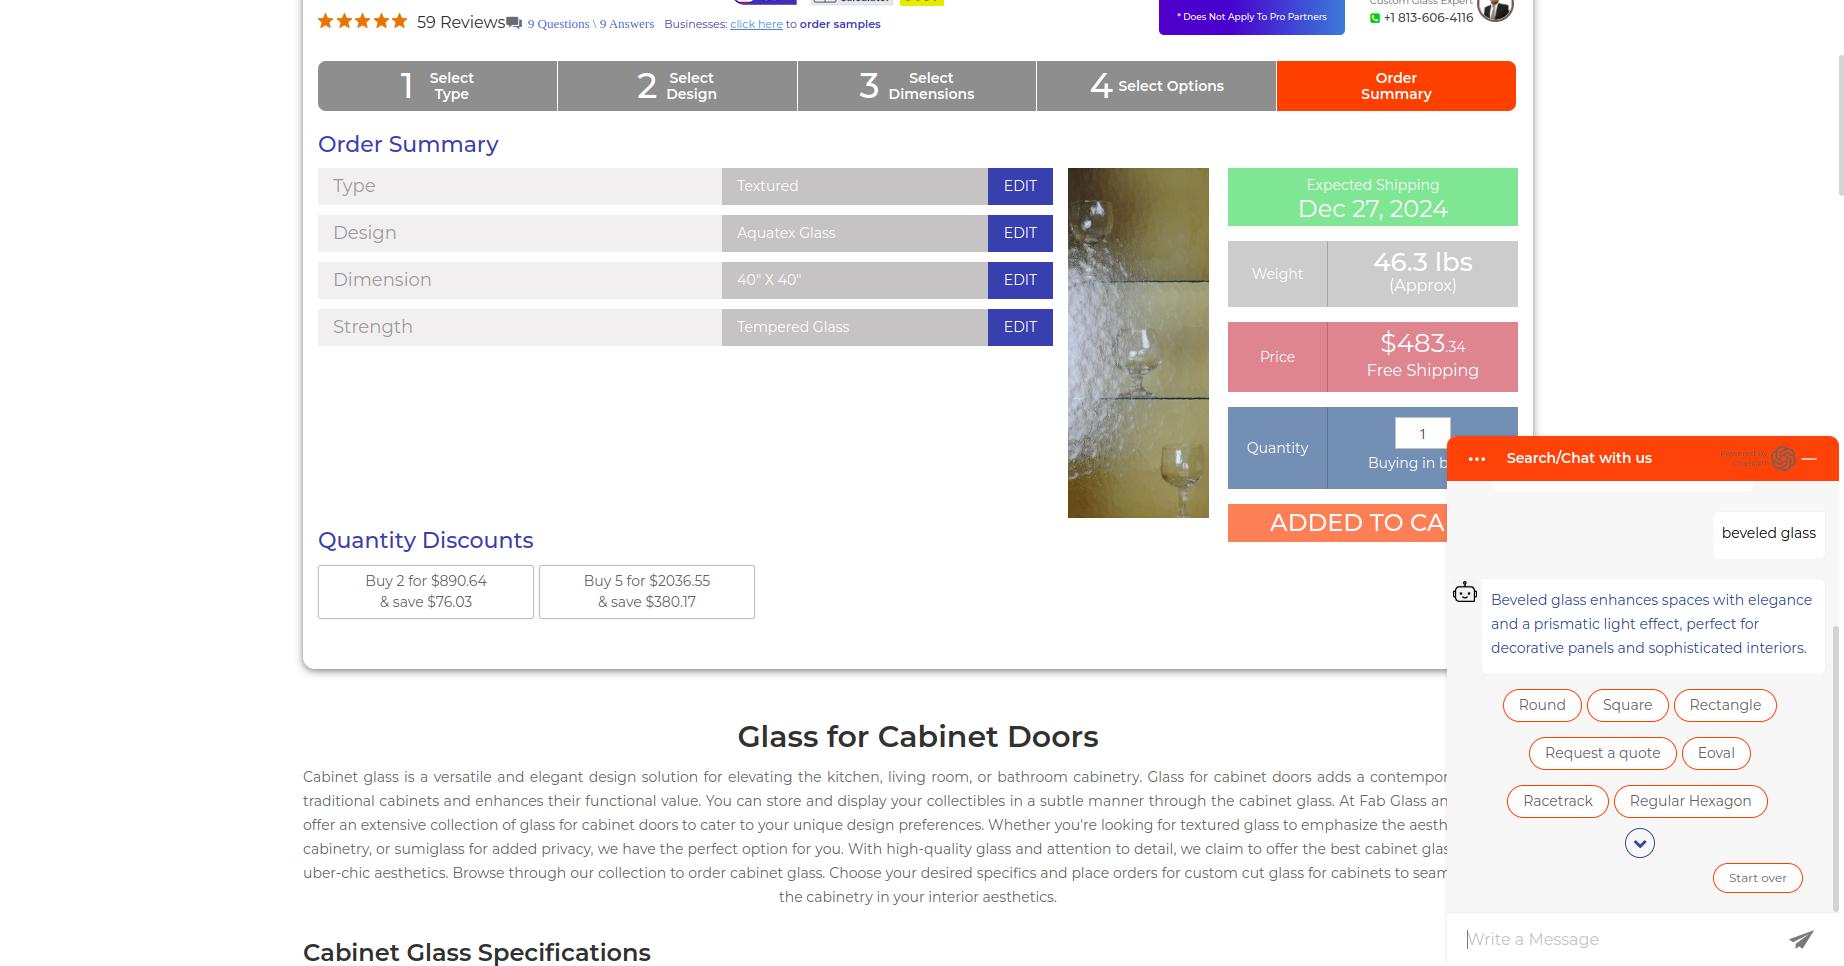 59 Reviews
9 Questions \ 9 Answers
Businesses: click here to order samples
* Does Not Apply To Pro Partners
Custom Glass Expert
+1 813-606-4116
1 Select Type
2 Select Design
3 Select Dimensions
4 Select Options
Order Summary
Order Summary
Type Textured EDIT
Design Aquatex Glass EDIT
Dimension 40" X 40" EDIT
Strength Tempered Glass EDIT
Expected Shipping
Dec 27, 2024
Weight 46.3 lbs
(Approx)
Price $483.34
Free Shipping
Quantity 1
Buying in b
ADDED TO CA
Quantity Discounts
Buy 2 for $890.64
& save $76.03
Buy 5 for $2036.55
& save $380.17
Glass for Cabinet Doors
Cabinet glass is a versatile and elegant design solution for elevating the kitchen, living room, or bathroom cabinetry. Glass for cabinet doors adds a contempor
traditional cabinets and enhances their functional value. You can store and display your collectibles in a subtle manner through the cabinet glass. At Fab Glass an
offer an extensive collection of glass for cabinet doors to cater to your unique design preferences. Whether you're looking for textured glass to emphasize the aesth
cabinetry, or sumiglass for added privacy, we have the perfect option for you. With high-quality glass and attention to detail, we claim to offer the best cabinet glas
uber-chic aesthetics. Browse through our collection to order cabinet glass. Choose your desired specifics and place orders for custom cut glass for cabinets to seam
the cabinetry in your interior aesthetics.
Cabinet Glass Specifications
Search/Chat with us
Powered by
ChatGpt
beveled glass
Beveled glass enhances spaces with elegance
and a prismatic light effect, perfect for
decorative panels and sophisticated interiors.
Round Square Rectangle
Request a quote Eoval
Racetrack Regular Hexagon
Start over
Write a Message